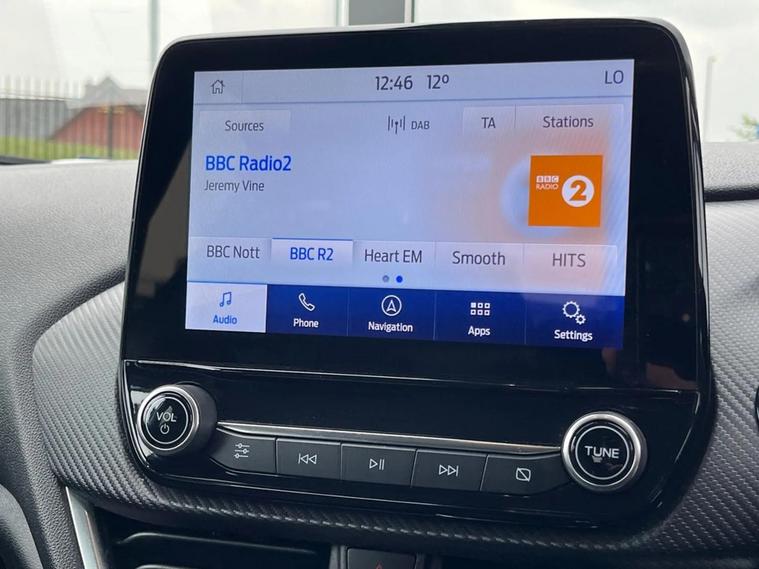 12:46 12° LO
Sources DAB TA Stations
BBC Radio2
Jeremy Vine
BBC RADIO 2
BBC Nott BBC R2 Heart EM Smooth HITS
Audio Phone Navigation Apps Settings
VOL
TUNE